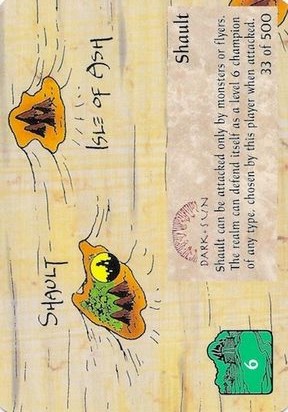 ISLE OF ASH
SHAULT
Shault
DARK • SUN
Shault can be attacked only by monsters or flyers.
The realm can defend itself as a level 6 champion
of any type, chosen by this player when attacked.
33 of 500
6